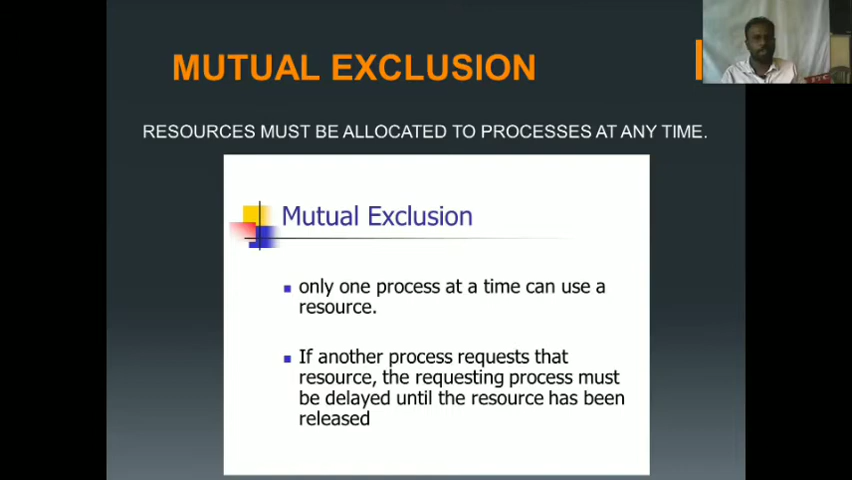 MUTUAL EXCLUSION
RESOURCES MUST BE ALLOCATED TO PROCESSES AT ANY TIME.
Mutual Exclusion
only one process at a time can use a
resource.
If another process requests that
resource, the requesting process must
be delayed until the resource has been
released